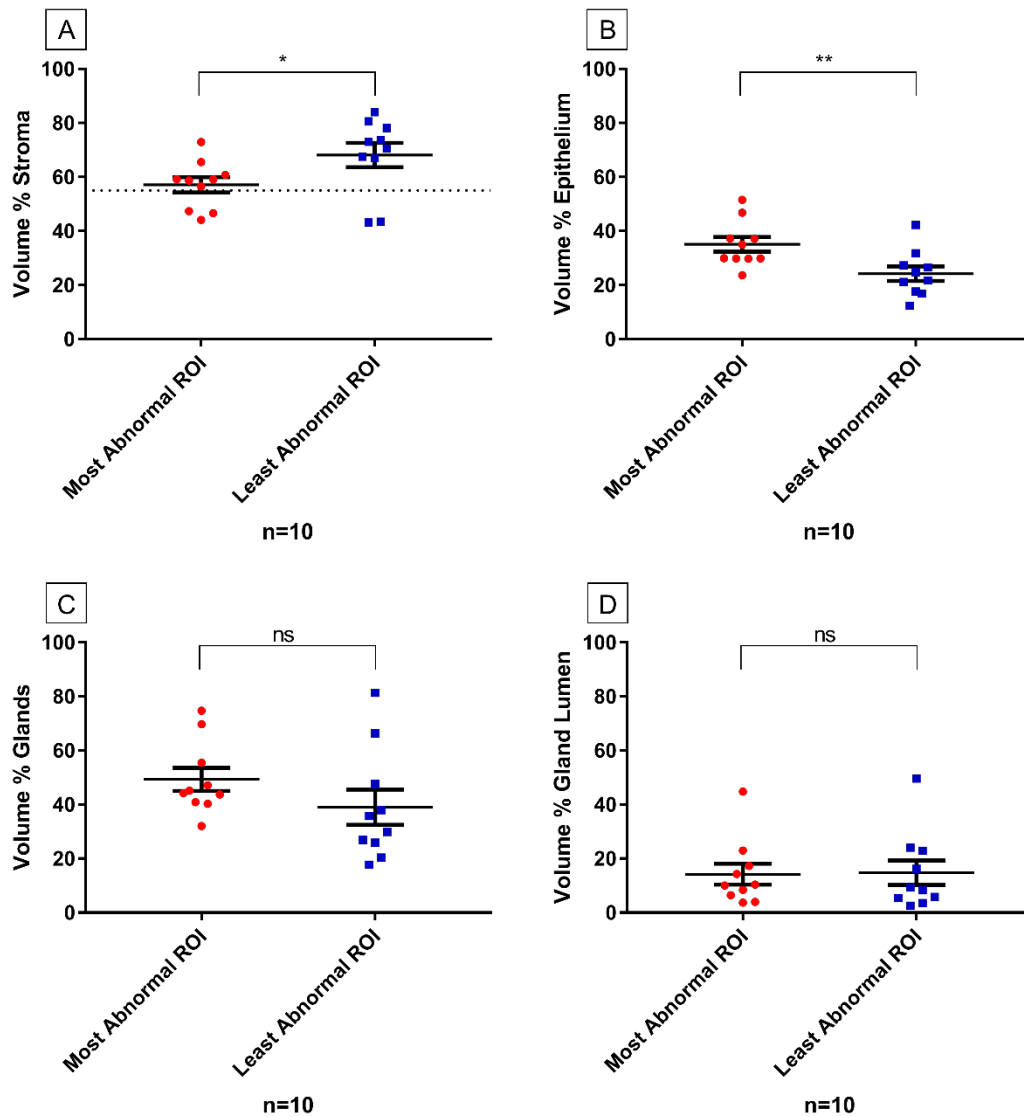 A
*
100
80
60
40
20
0
Volume % Stroma
Most Abnormal ROI
Least Abnormal ROI
n=10
B
**
100
80
60
40
20
0
Volume % Epithelium
Most Abnormal ROI
Least Abnormal ROI
n=10
C
ns
100
80
60
40
20
0
Volume % Glands
Most Abnormal ROI
Least Abnormal ROI
n=10
D
ns
100
80
60
40
20
0
Volume % Gland Lumen
Most Abnormal ROI
Least Abnormal ROI
n=10